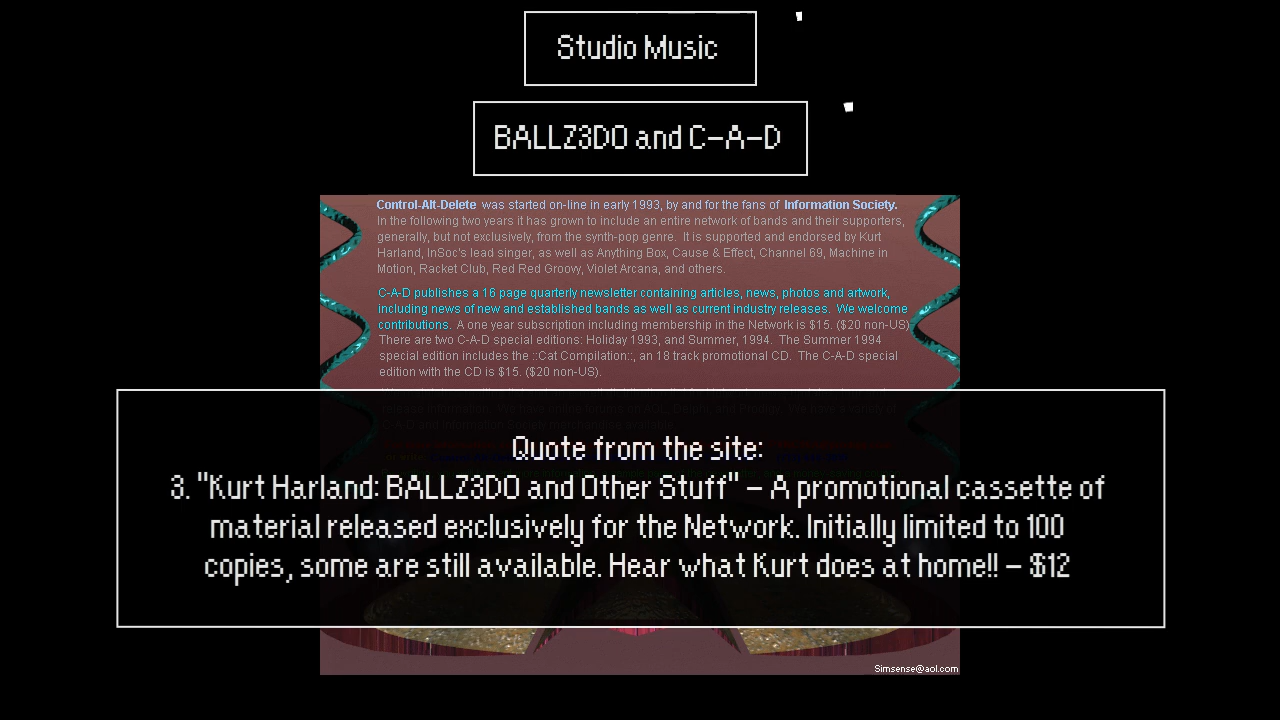 Studio Music
BALLZ3DO and C-A-D
Control-Alt-Delete was started on-line in early 1993, by and for the fans of Information Society.
In the following two years it has grown to include an entire network of bands and their supporters,
generally, but not exclusively, from the synth-pop genre. It is supported and endorsed by Kurt
Harland, InSoc's lead singer, as well as Anything Box, Cause & Effect, Channel 69, Machine in
Motion, Racket Club, Red Red Groovy, Violet Arcana, and others.
C-A-D publishes a 16 page quarterly newsletter containing articles, news, photos and artwork,
including news of new and established bands as well as current industry releases. We welcome
contributions. A one year subscription including membership in the Network is $15. ($20 non-US)
There are two C-A-D special editions: Holiday 1993, and Summer, 1994. The Summer 1994
special edition includes the ::Cat Compilation::, an 18 track promotional CD. The C-A-D special
edition with the CD is $15. ($20 non-US).
Quote from the site:
3. "Kurt Harland: BALLZ3DO and Other Stuff" - A promotional cassette of
material released exclusively for the Network. Initially limited to 100
copies, some are still available. Hear what Kurt does at home!! - $12
Simsense@aol.com